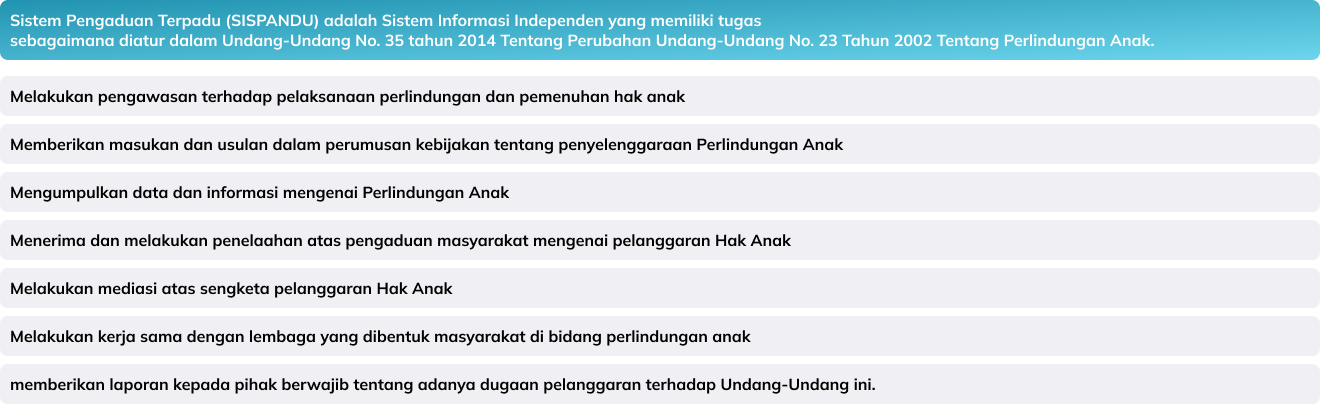 Sistem Pengaduan Terpadu (SISPANDU) adalah Sistem Informasi Independen yang memiliki tugas
sebagaimana diatur dalam Undang-Undang No. 35 tahun 2014 Tentang Perubahan Undang-Undang No. 23 Tahun 2002 Tentang Perlindungan Anak.
Melakukan pengawasan terhadap pelaksanaan perlindungan dan pemenuhan hak anak
Memberikan masukan dan usulan dalam perumusan kebijakan tentang penyelenggaraan Perlindungan Anak
Mengumpulkan data dan informasi mengenai Perlindungan Anak
Menerima dan melakukan penelaahan atas pengaduan masyarakat mengenai pelanggaran Hak Anak
Melakukan mediasi atas sengketa pelanggaran Hak Anak
Melakukan kerja sama dengan lembaga yang dibentuk masyarakat di bidang perlindungan anak
memberikan laporan kepada pihak berwajib tentang adanya dugaan pelanggaran terhadap Undang-Undang ini.